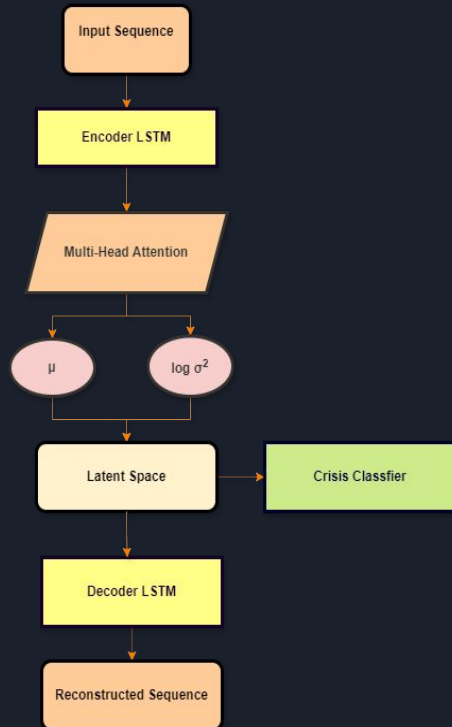 Input Sequence
Encoder LSTM
Multi-Head Attention
μ
log σ²
Latent Space
Crisis Classfier
Decoder LSTM
Reconstructed Sequence